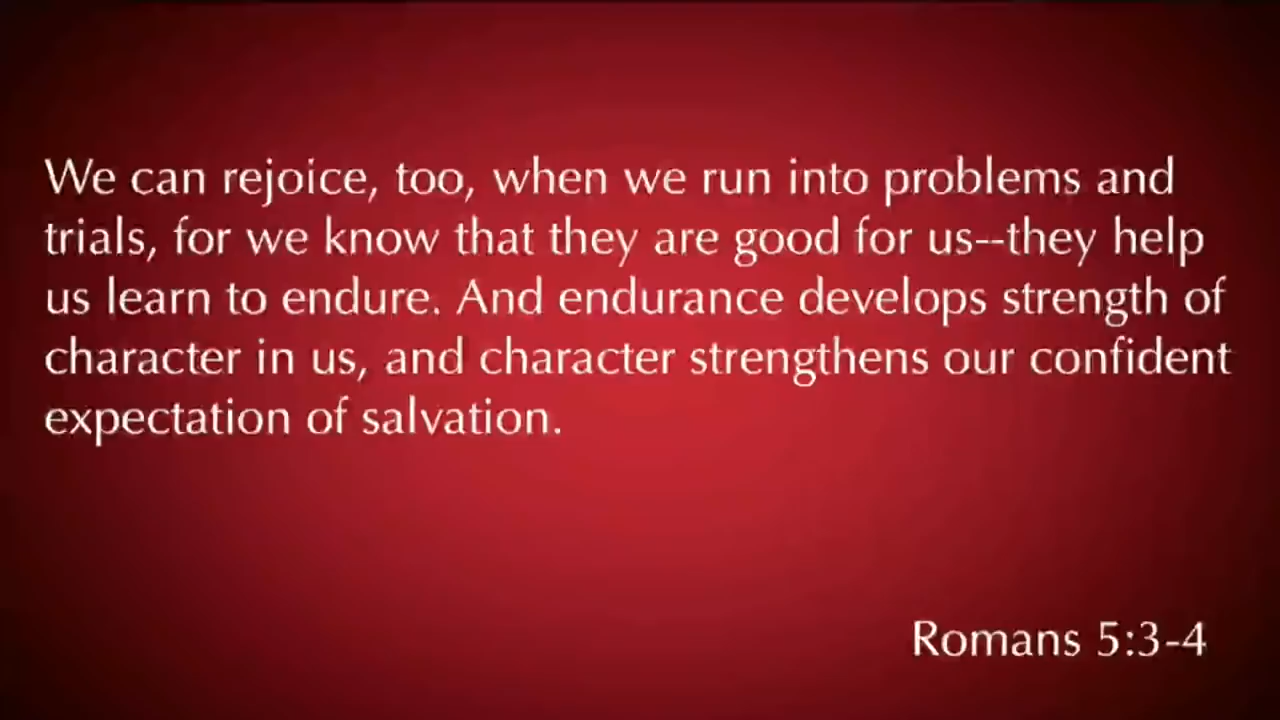 We can rejoice, too, when we run into problems and
trials, for we know that they are good for us--they help
us learn to endure. And endurance develops strength of
character in us, and character strengthens our confident
expectation of salvation.
Romans 5:3-4